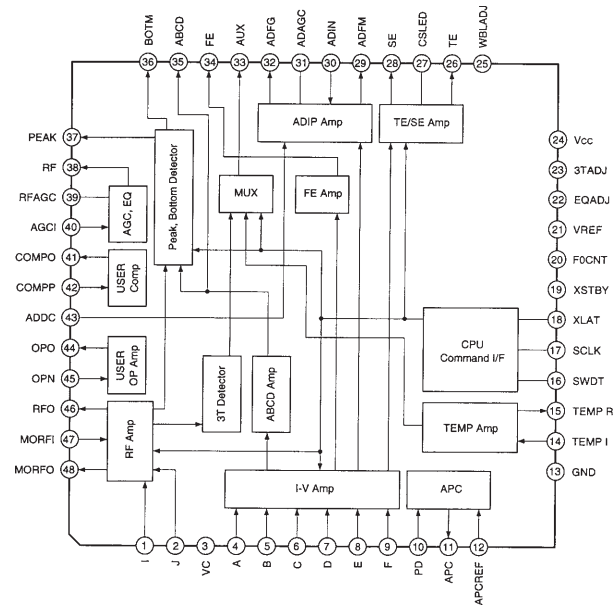 BOTM ABCD FE AUX ADFG ADAGC ADIN ADFM SE CSLED TE WBLADJ
36 35 34 33 32 31 30 29 28 27 26 25
PEAK 37
RF 38
RFAGC 39
AGCI 40
COMPO 41
COMPP 42
ADDC 43
OPO 44
OPN 45
RFO 46
MORFI 47
MORFO 48
Peak, Bottom Detector
AGC, EQ
USER
Comp
USER
OP Amp
RF Amp
ADIP Amp
TE/SE Amp
MUX
FE Amp
3T Detector
ABCD Amp
CPU
Command I/F
TEMP Amp
I-V Amp
APC
24 Vcc
23 3TADJ
22 EQADJ
21 VREF
20 F0CNT
19 XSTBY
18 XLAT
17 SCLK
16 SWDT
15 TEMP R
14 TEMP I
13 GND
1 2 3 4 5 6 7 8 9 10 11 12
I J VC A B C D E F PD APC APCREF